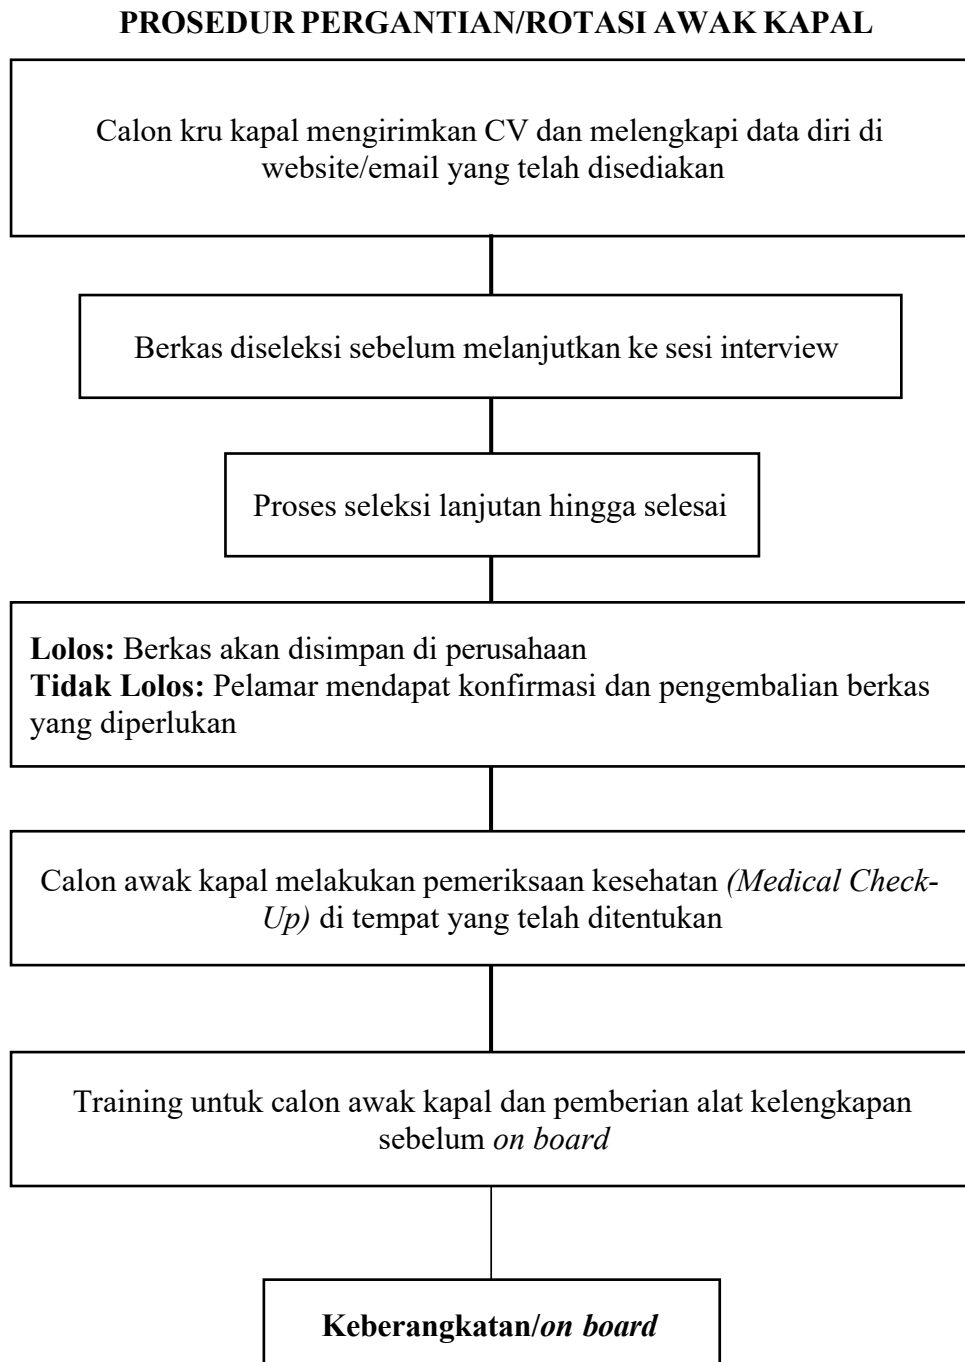 PROSEDUR PERGANTIAN/ROTASI AWAK KAPAL
Calon kru kapal mengirimkan CV dan melengkapi data diri di
website/email yang telah disediakan
Berkas diseleksi sebelum melanjutkan ke sesi interview
Proses seleksi lanjutan hingga selesai
Lolos: Berkas akan disimpan di perusahaan
Tidak Lolos: Pelamar mendapat konfirmasi dan pengembalian berkas
yang diperlukan
Calon awak kapal melakukan pemeriksaan kesehatan (Medical Check-
Up) di tempat yang telah ditentukan
Training untuk calon awak kapal dan pemberian alat kelengkapan
sebelum on board
Keberangkatan/on board